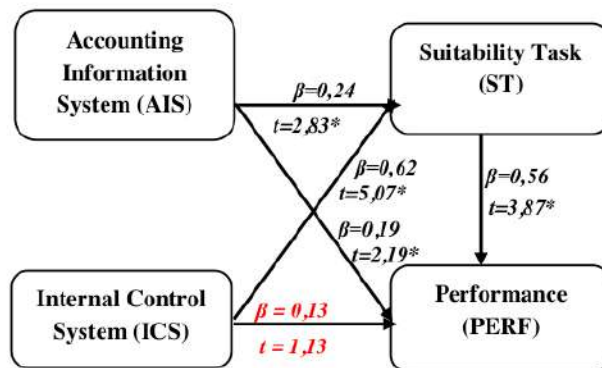 Accounting
Information
System (AIS)
Suitability Task
(ST)
β=0,24
t=2,83*
β=0,62
t=5,07*
β=0,56
t=3,87*
β=0,19
t=2,19*
Internal Control
System (ICS)
β = 0,13
t = 1,13
Performance
(PERF)